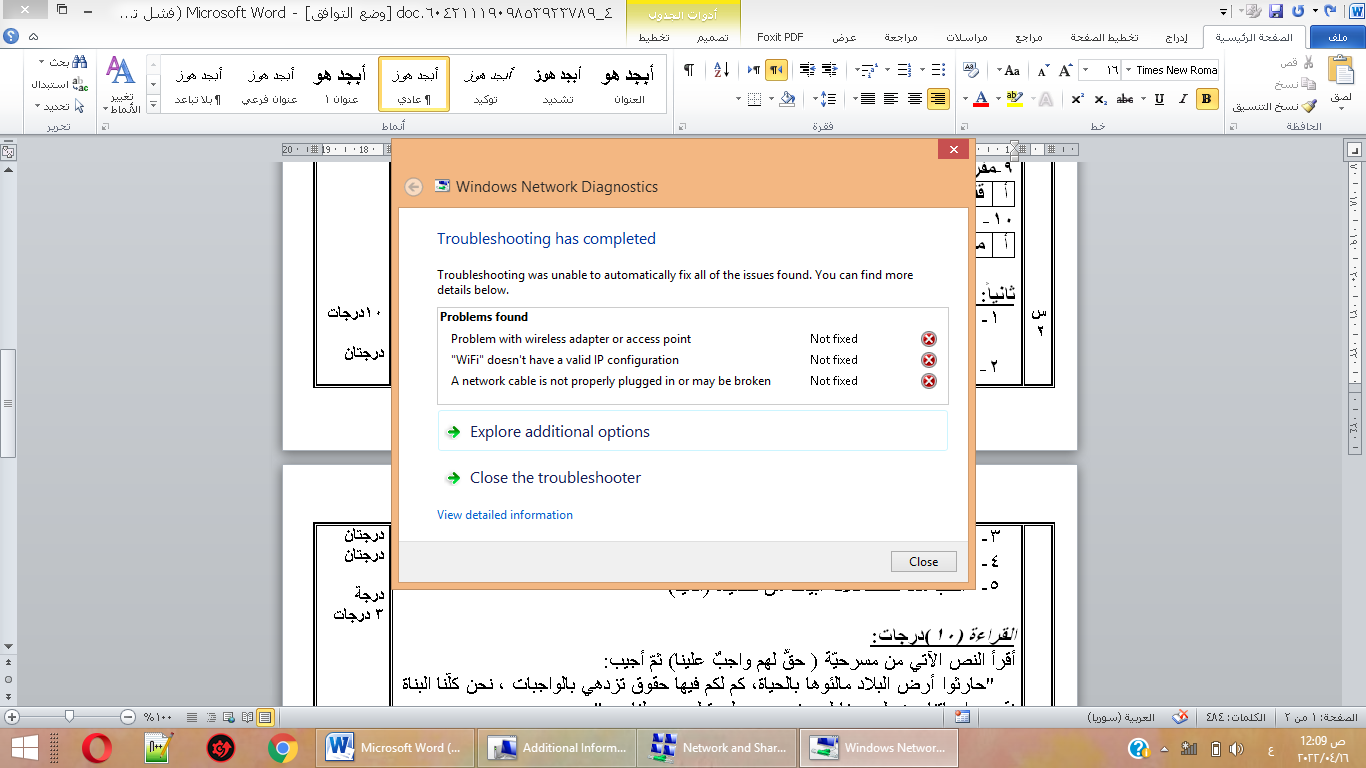 ٤_٦٠٤٢١١١٩٠٩٨٥٢٩٢٣٧٨٩.doc [وضع التوافق] - Microsoft Word (فشل تـ...
أدوات الجدول
ملف
الصفحة الرئيسية
إدراج
تخطيط الصفحة
مراجع
مراسلات
مراجعة
عرض
Foxit PDF
تصميم
تخطيط
لصق
قص
نسخ
نسخ التنسيق
الحافظة
Times New Roma
١٦
خط
فقرة
أبجد هو
العنوان
أبجد هوز
تشديد
أبجد هوز
توكيد
أبجد هوز
¶ عادي
أبجد هو
عنوان ١
أبجد هوز
عنوان فرعي
أبجد هوز
¶ بلا تباعد
تغيير الأنماط
أنماط
بحث
استبدال
تحديد
تحرير
Windows Network Diagnostics
Troubleshooting has completed
Troubleshooting was unable to automatically fix all of the issues found. You can find more
details below.
Problems found
Problem with wireless adapter or access point Not fixed
"WiFi" doesn't have a valid IP configuration Not fixed
A network cable is not properly plugged in or may be broken Not fixed
Explore additional options
Close the troubleshooter
View detailed information
Close
أ
١٠ـ
أ
ثانياً:
س
٢
١ـ
١٠درجات
٢ـ
درجتان
٣ـ
درجتان
٤ـ
درجتان
٥ـ
درجة
٣ درجات
القراءة (١٠)درجات:
أقرأ النص الآتي من مسرحيّة ( حقٌّ لهم واجبٌ علينا) ثمّ أجيب:
"حارثوا أرض البلاد مالئوها بالحياة، كم لكم فيها حقوق تزدهي بالواجبات ، نحن كلّنا البناة
الصفحة: ١ من ٢
الكلمات: ٤٨٤
العربية (سوريا)
٪١٠٠
Microsoft Word (...
Additional Inform...
Network and Shar...
Windows Networ...
ع
12:09 ص
٢٠٢٢/٠٤/١٦